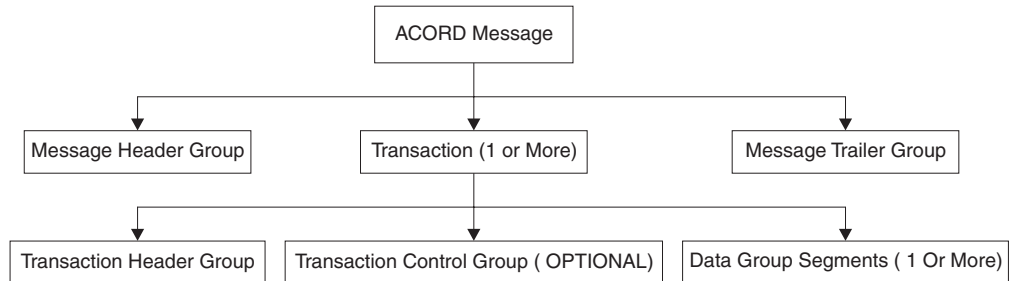 ACORD Message
Message Header Group
Transaction (1 or More)
Message Trailer Group
Transaction Header Group
Transaction Control Group ( OPTIONAL)
Data Group Segments ( 1 Or More)